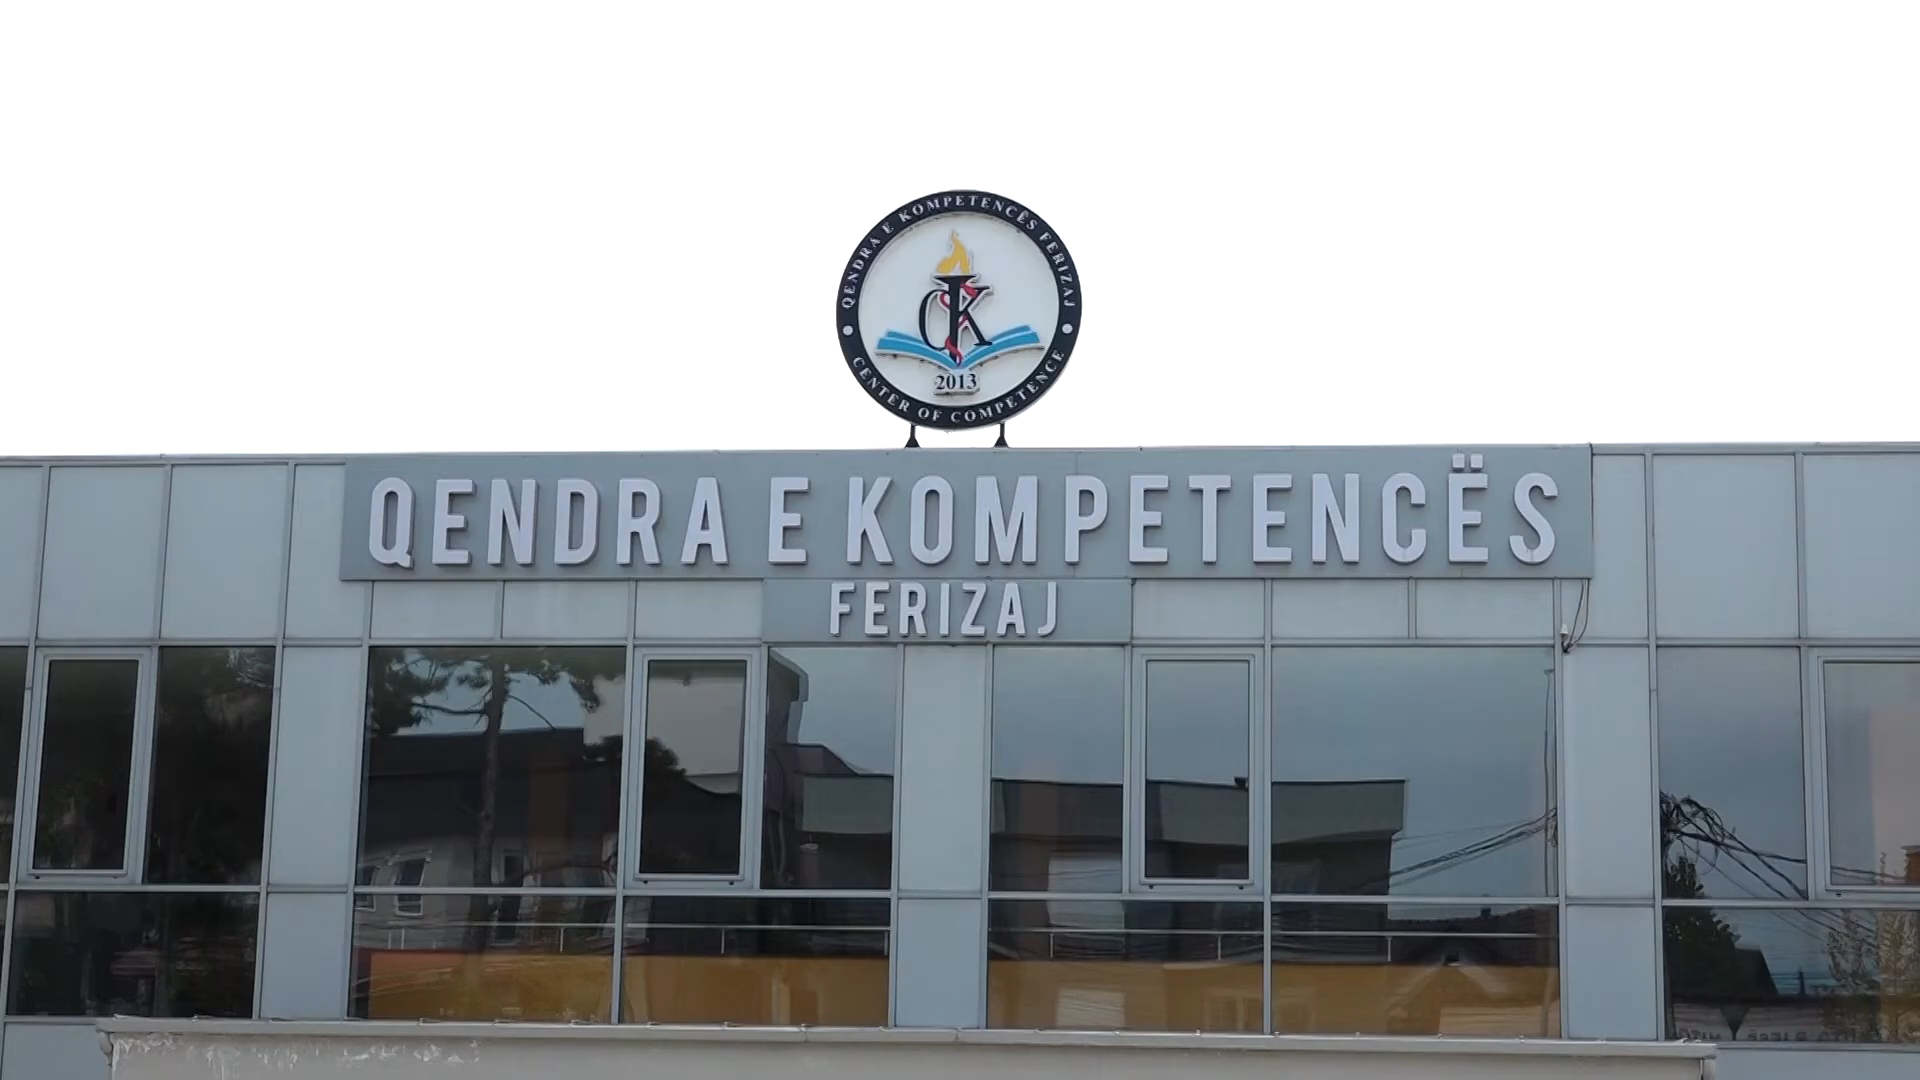 QENDRA E KOMPETENCËS FERIZAJ
CK
2013
CENTER OF COMPETENCE
QENDRA E KOMPETENCËS
FERIZAJ